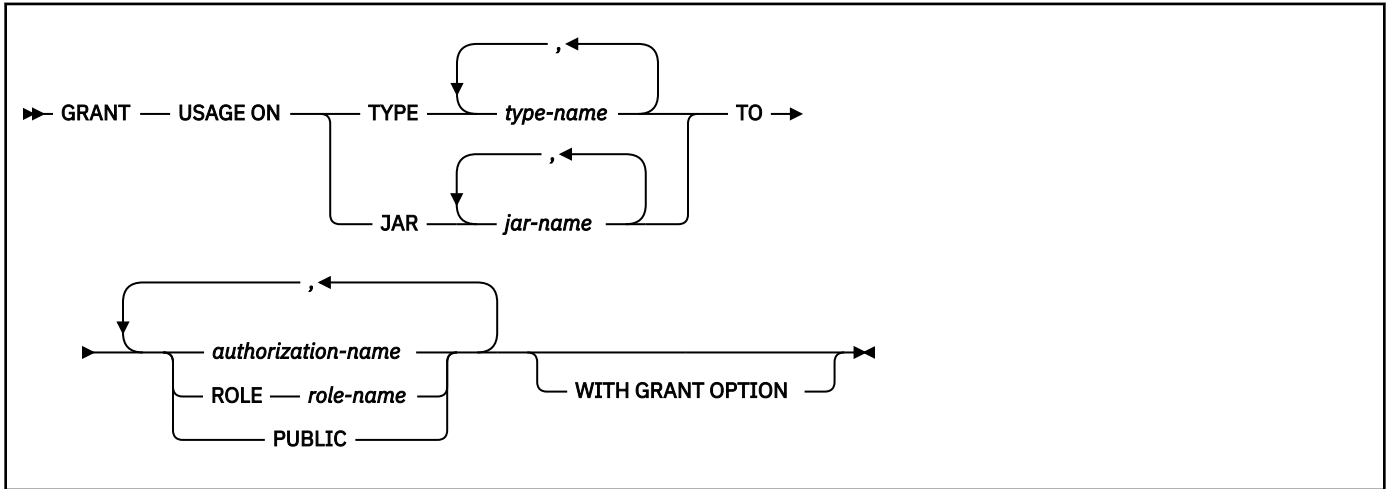 ,
GRANT USAGE ON TYPE type-name TO
,
JAR jar-name
,
authorization-name
WITH GRANT OPTION
ROLE role-name
PUBLIC